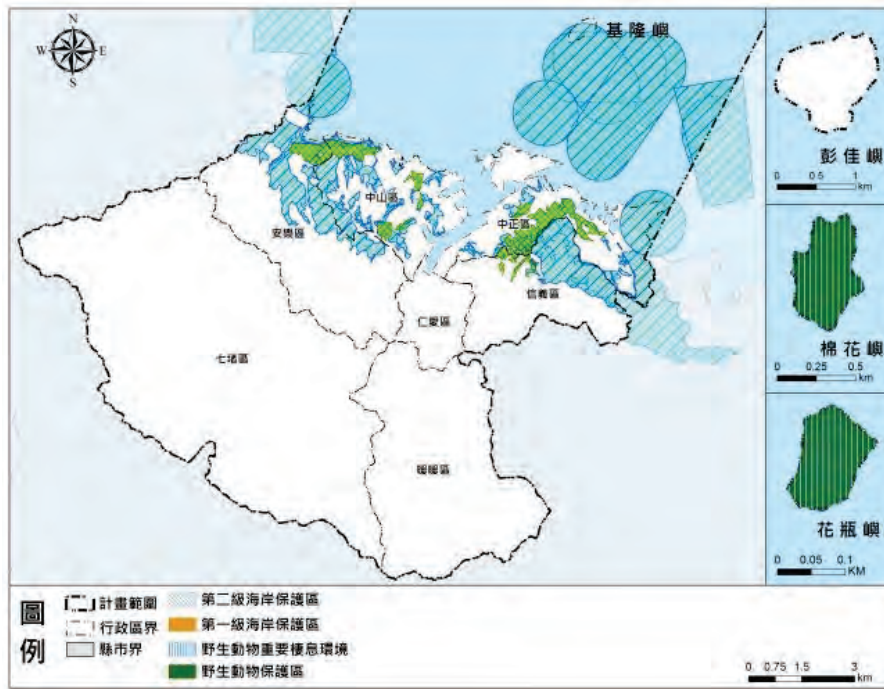 N
W E
S
基隆嶼
中山區
安樂區
中正區
信義區
仁愛區
七堵區
暖暖區
彭佳嶼
0 0.5 1
km
棉花嶼
0 0.25 0.5
km
花瓶嶼
0 0.05 0.1
KM
圖例
計畫範圍
行政區界
縣市界
第二級海岸保護區
第一級海岸保護區
野生動物重要棲息環境
野生動物保護區
0 0.75 1.5 3
km